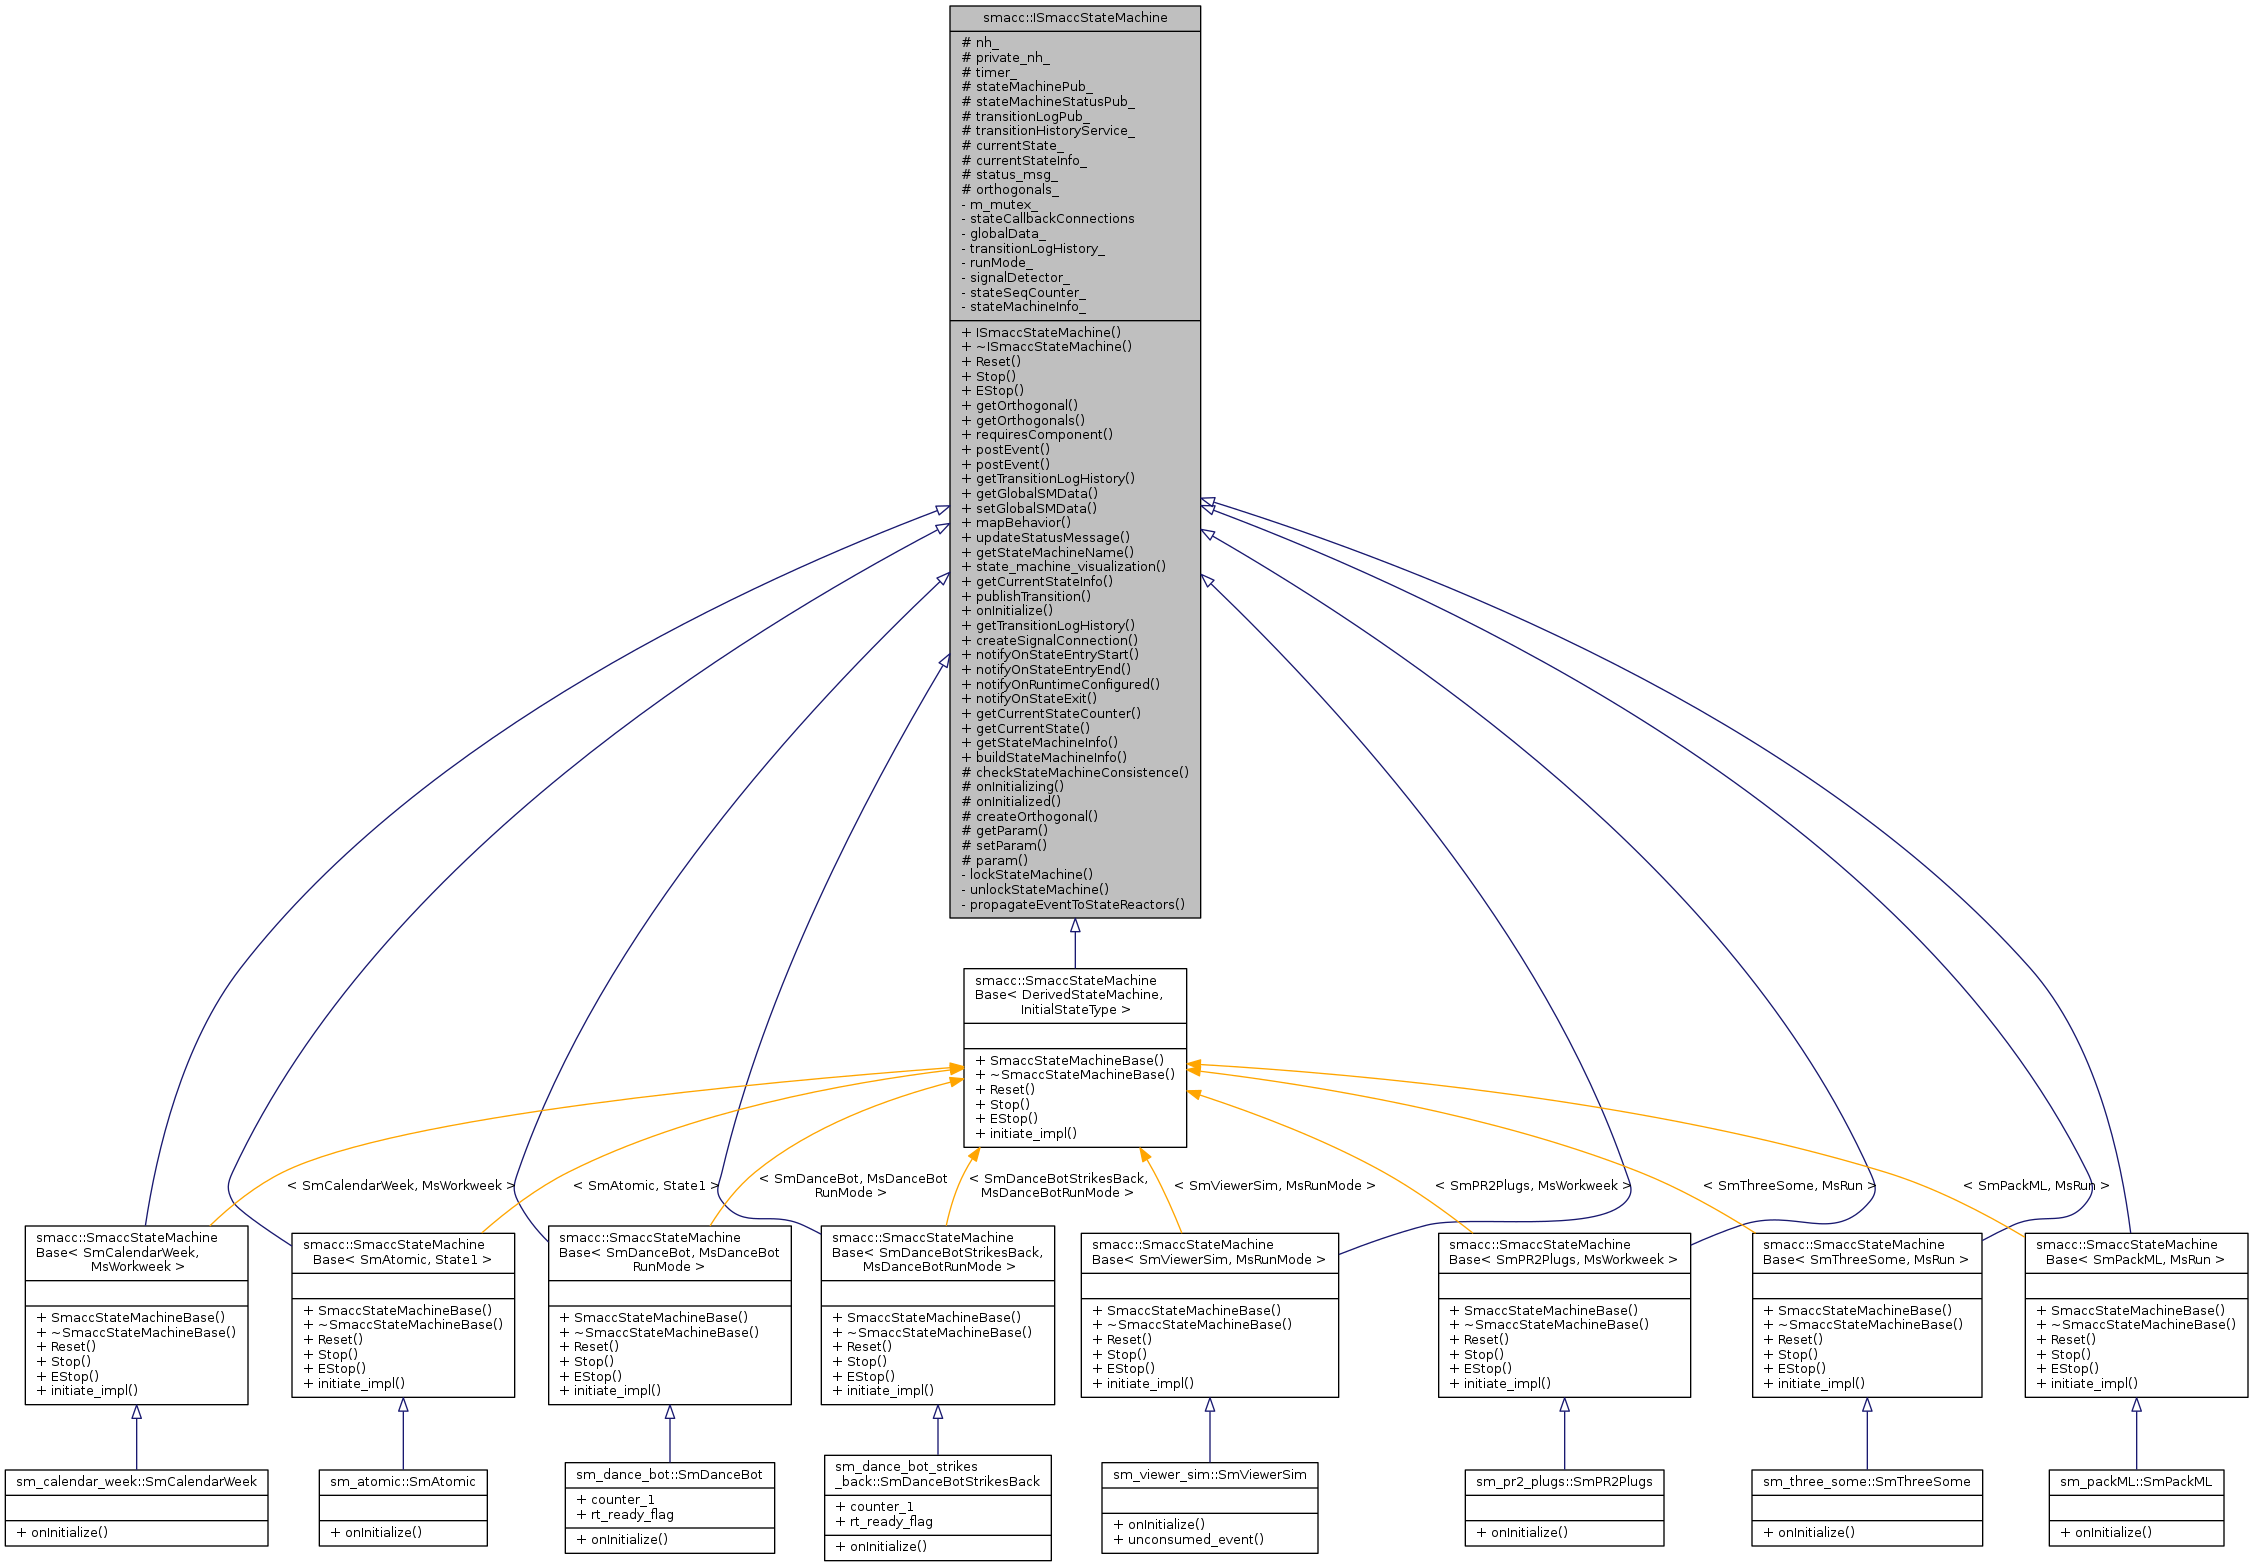 smacc::ISmaccStateMachine
# nh_
# private_nh_
# timer_
# stateMachinePub_
# stateMachineStatusPub_
# transitionLogPub_
# transitionHistoryService_
# currentState_
# currentStateInfo_
# status_msg_
# orthogonals_
- m_mutex_
- stateCallbackConnections
- globalData_
- transitionLogHistory_
- runMode_
- signalDetector_
- stateSeqCounter_
- stateMachineInfo_
+ ISmaccStateMachine()
+ ~ISmaccStateMachine()
+ Reset()
+ Stop()
+ EStop()
+ getOrthogonal()
+ getOrthogonals()
+ requiresComponent()
+ postEvent()
+ postEvent()
+ getTransitionLogHistory()
+ getGlobalSMData()
+ setGlobalSMData()
+ mapBehavior()
+ updateStatusMessage()
+ getStateMachineName()
+ state_machine_visualization()
+ getCurrentStateInfo()
+ publishTransition()
+ onInitialize()
+ getTransitionLogHistory()
+ createSignalConnection()
+ notifyOnStateEntryStart()
+ notifyOnStateEntryEnd()
+ notifyOnRuntimeConfigured()
+ notifyOnStateExit()
+ getCurrentStateCounter()
+ getCurrentState()
+ getStateMachineInfo()
+ buildStateMachineInfo()
# checkStateMachineConsistence()
# onInitializing()
# onInitialized()
# createOrthogonal()
# getParam()
# setParam()
# param()
- lockStateMachine()
- unlockStateMachine()
- propagateEventToStateReactors()
smacc::SmaccStateMachine
Base< DerivedStateMachine,
InitialStateType >
+ SmaccStateMachineBase()
+ ~SmaccStateMachineBase()
+ Reset()
+ Stop()
+ EStop()
+ initiate_impl()
< SmCalendarWeek, MsWorkweek >
< SmAtomic, State1 >
< SmDanceBot, MsDanceBot
RunMode >
< SmDanceBotStrikesBack,
MsDanceBotRunMode >
< SmViewerSim, MsRunMode >
< SmPR2Plugs, MsWorkweek >
< SmThreeSome, MsRun >
< SmPackML, MsRun >
smacc::SmaccStateMachine
Base< SmCalendarWeek,
MsWorkweek >
+ SmaccStateMachineBase()
+ ~SmaccStateMachineBase()
+ Reset()
+ Stop()
+ EStop()
+ initiate_impl()
smacc::SmaccStateMachine
Base< SmAtomic, State1 >
+ SmaccStateMachineBase()
+ ~SmaccStateMachineBase()
+ Reset()
+ Stop()
+ EStop()
+ initiate_impl()
smacc::SmaccStateMachine
Base< SmDanceBot, MsDanceBot
RunMode >
+ SmaccStateMachineBase()
+ ~SmaccStateMachineBase()
+ Reset()
+ Stop()
+ EStop()
+ initiate_impl()
smacc::SmaccStateMachine
Base< SmDanceBotStrikesBack,
MsDanceBotRunMode >
+ SmaccStateMachineBase()
+ ~SmaccStateMachineBase()
+ Reset()
+ Stop()
+ EStop()
+ initiate_impl()
smacc::SmaccStateMachine
Base< SmViewerSim, MsRunMode >
+ SmaccStateMachineBase()
+ ~SmaccStateMachineBase()
+ Reset()
+ Stop()
+ EStop()
+ initiate_impl()
smacc::SmaccStateMachine
Base< SmPR2Plugs, MsWorkweek >
+ SmaccStateMachineBase()
+ ~SmaccStateMachineBase()
+ Reset()
+ Stop()
+ EStop()
+ initiate_impl()
smacc::SmaccStateMachine
Base< SmThreeSome, MsRun >
+ SmaccStateMachineBase()
+ ~SmaccStateMachineBase()
+ Reset()
+ Stop()
+ EStop()
+ initiate_impl()
smacc::SmaccStateMachine
Base< SmPackML, MsRun >
+ SmaccStateMachineBase()
+ ~SmaccStateMachineBase()
+ Reset()
+ Stop()
+ EStop()
+ initiate_impl()
sm_calendar_week::SmCalendarWeek
+ onInitialize()
sm_atomic::SmAtomic
+ onInitialize()
sm_dance_bot::SmDanceBot
+ counter_1
+ rt_ready_flag
+ onInitialize()
sm_dance_bot_strikes
_back::SmDanceBotStrikesBack
+ counter_1
+ rt_ready_flag
+ onInitialize()
sm_viewer_sim::SmViewerSim
+ onInitialize()
+ unconsumed_event()
sm_pr2_plugs::SmPR2Plugs
+ onInitialize()
sm_three_some::SmThreeSome
+ onInitialize()
sm_packML::SmPackML
+ onInitialize()